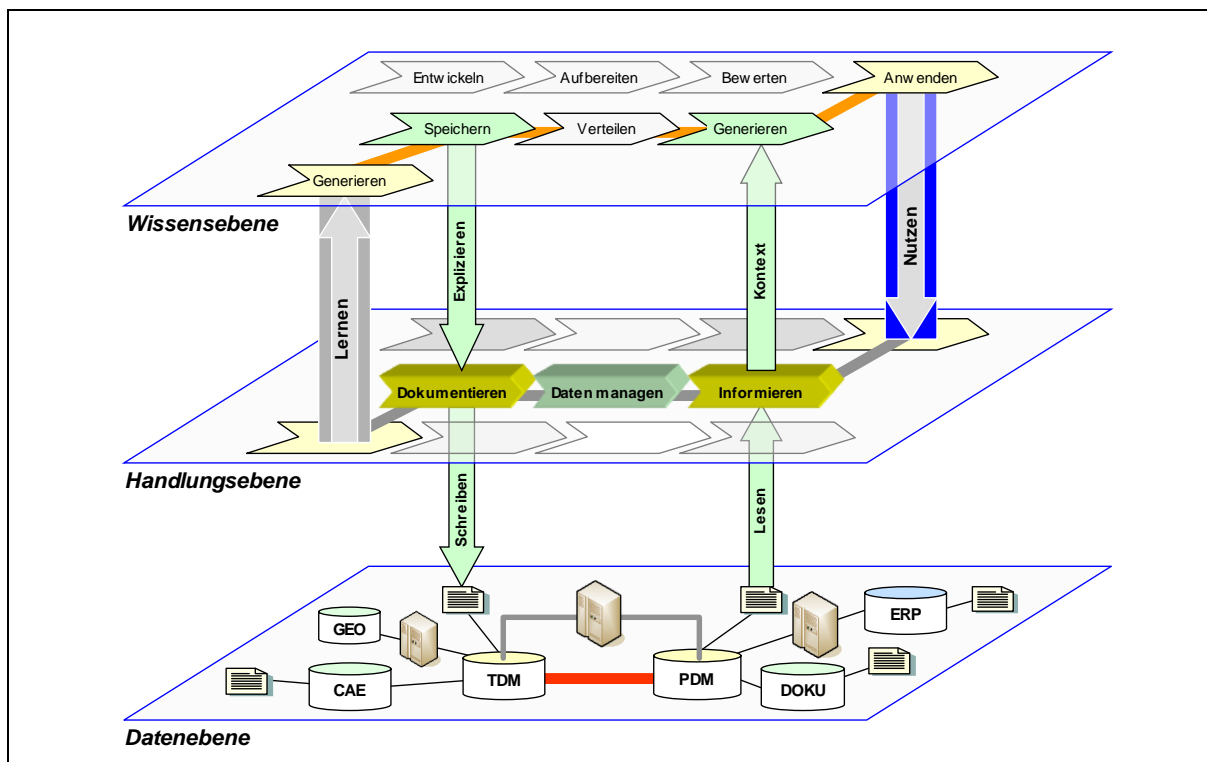 Entwickeln
Aufbereiten
Bewerten
Anwenden
Speichern
Verteilen
Generieren
Generieren
Wissensebene
Explizieren
Kontext
Nutzen
Lernen
Dokumentieren
Daten managen
Informieren
Handlungsebene
Schreiben
Lesen
GEO
ERP
CAE
TDM
PDM
DOKU
Datenebene